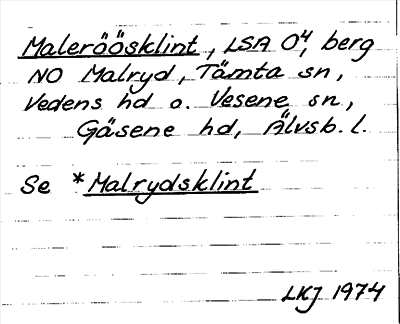 Maleröösklint, LSA O⁴, berg
NO Malryd, Tämta sn,
Vedens hd o. Vesene sn,
Gäsene hd, Älvsb. l.
Se *Malrydsklint
LKJ 1974